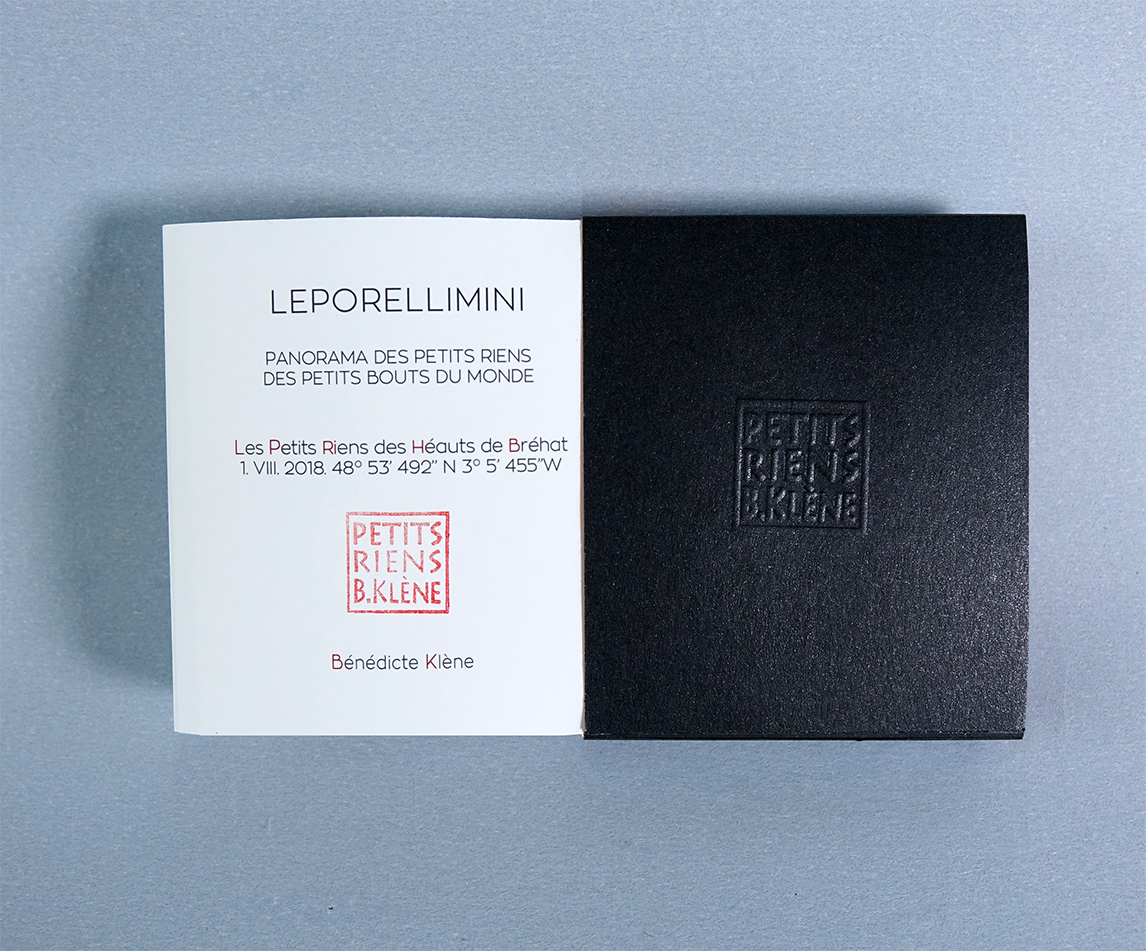 LEPORELLIMINI
PANORAMA DES PETITS RIENS
DES PETITS BOUTS DU MONDE
Les Petits Riens des Héauts de Bréhat
1. VIII. 2018. 48° 53' 492" N 3° 5' 455"W
PETITS
RIENS
B.KLÈNE
Bénédicte Klène
PETITS
RIENS
B.KLÈNE